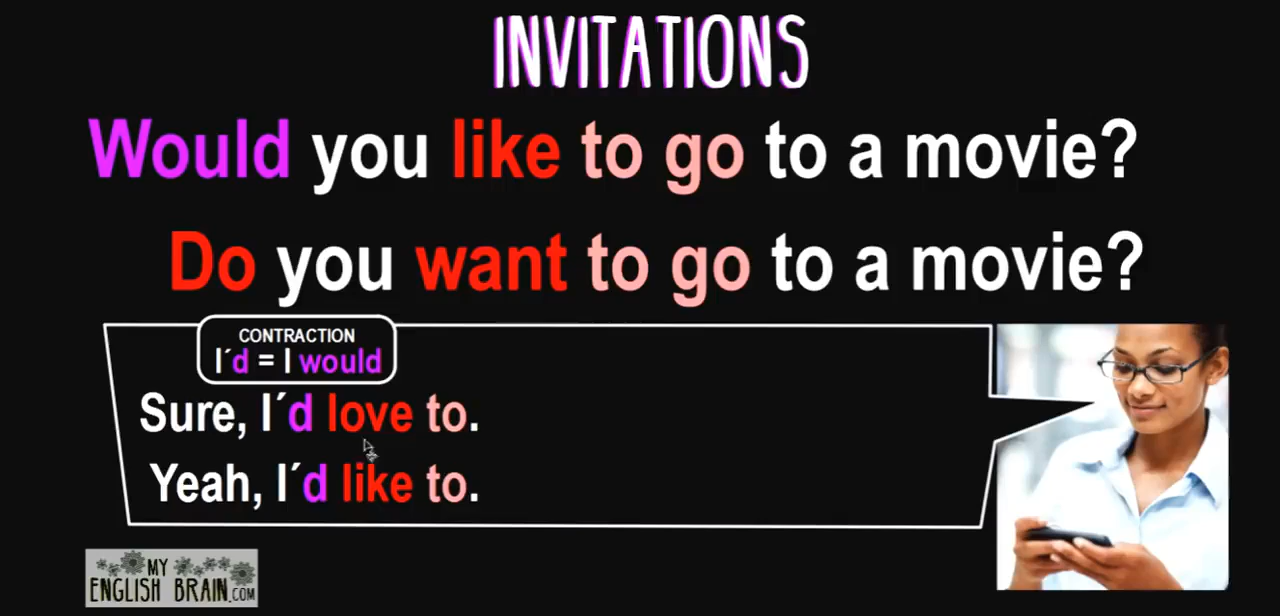 INVITATIONS
Would you like to go to a movie?
Do you want to go to a movie?
CONTRACTION
I´d = I would
Sure, I´d love to.
Yeah, I´d like to.
MY
ENGLISH BRAIN.COM